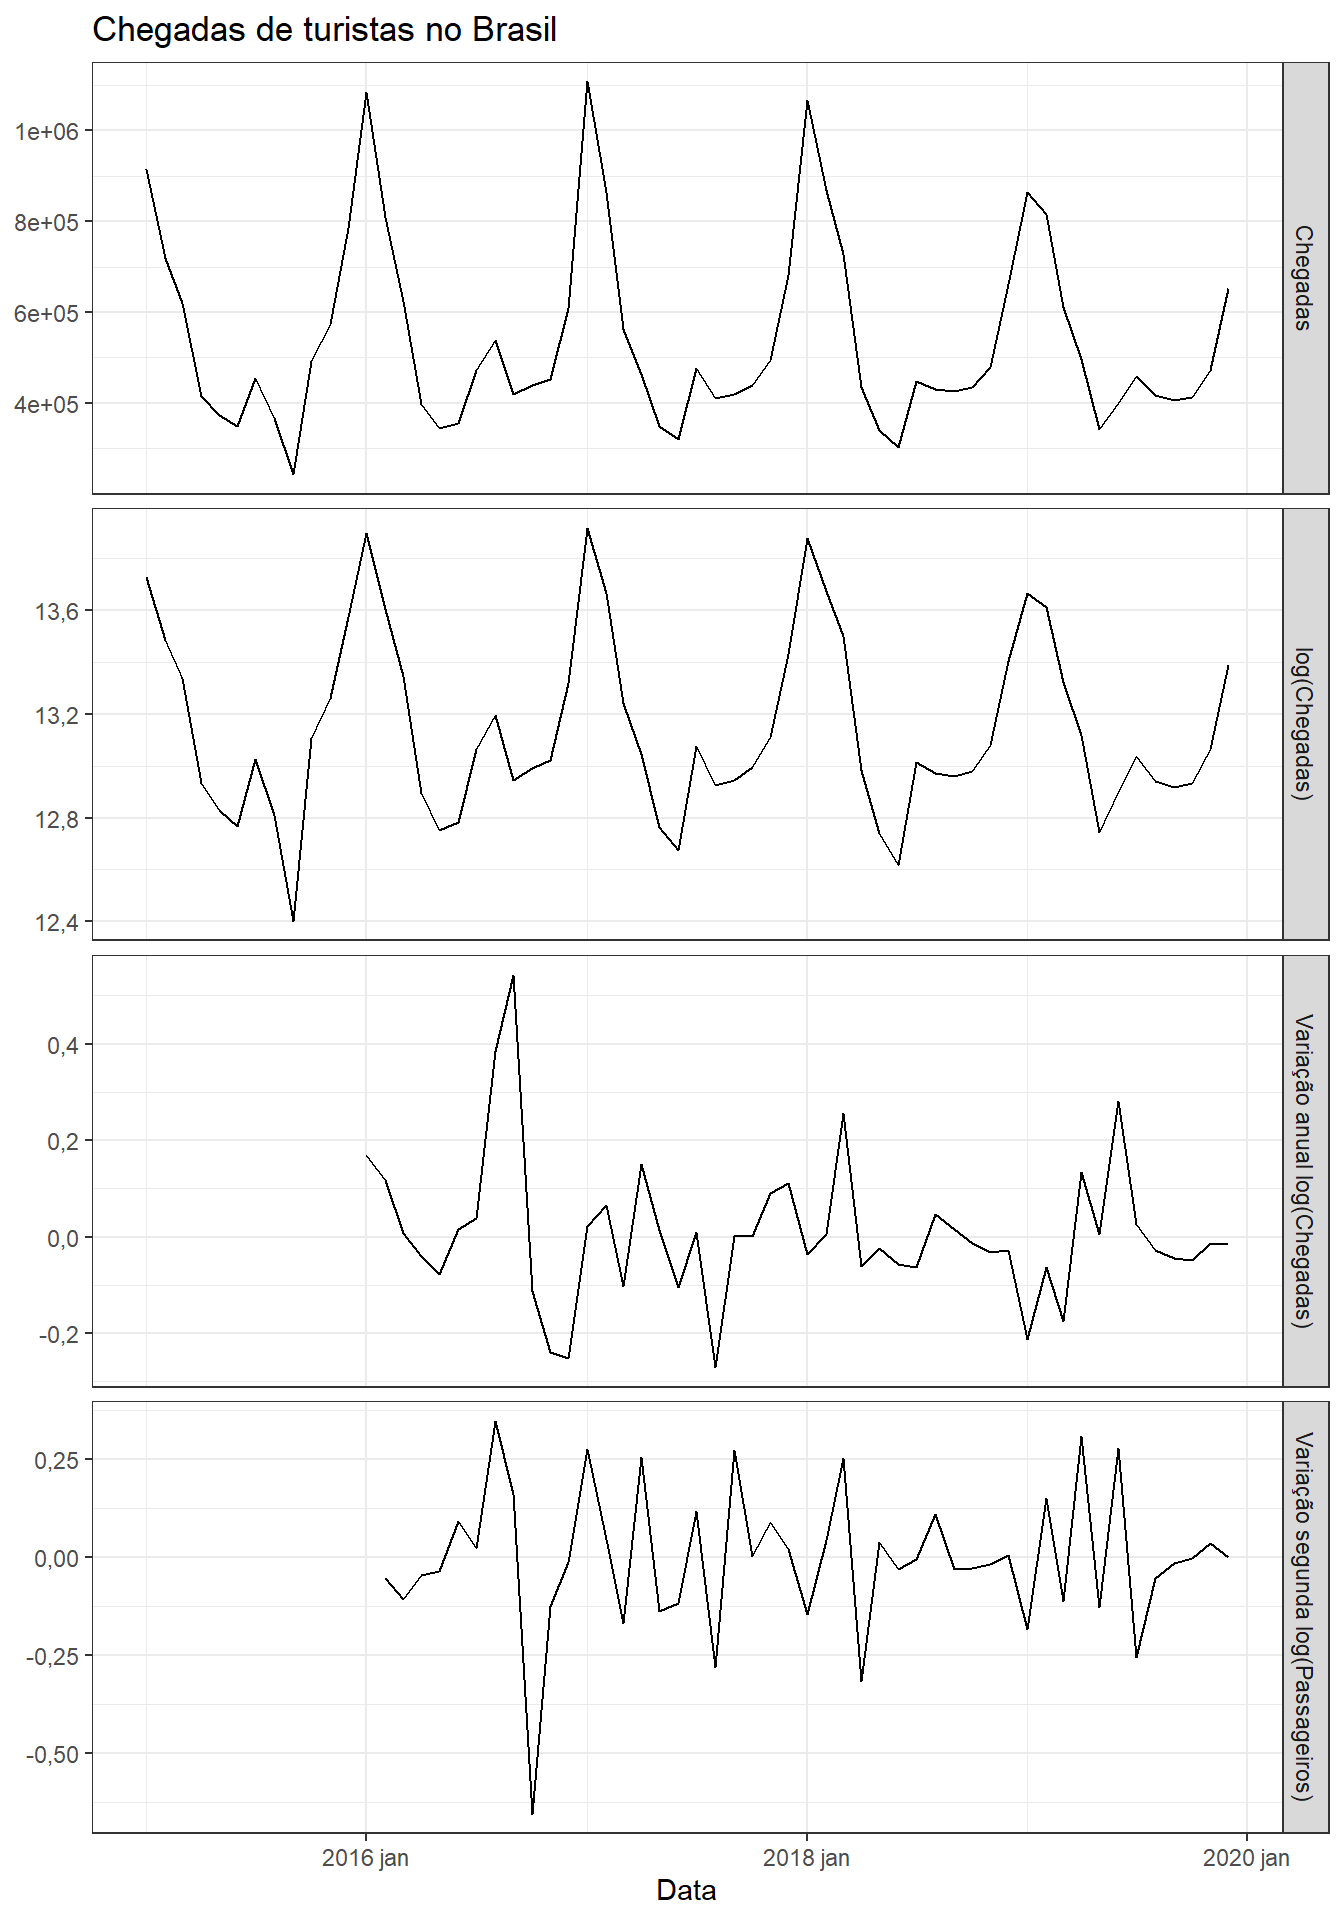 Chegadas de turistas no Brasil
1e+06
8e+05
6e+05
4e+05
Chegadas
13,6
13,2
12,8
12,4
log(Chegadas)
0,4
0,2
0,0
-0,2
Variação anual log(Chegadas)
0,25
0,00
-0,25
-0,50
Variação segunda log(Passageiros)
2016 jan
2018 jan
2020 jan
Data